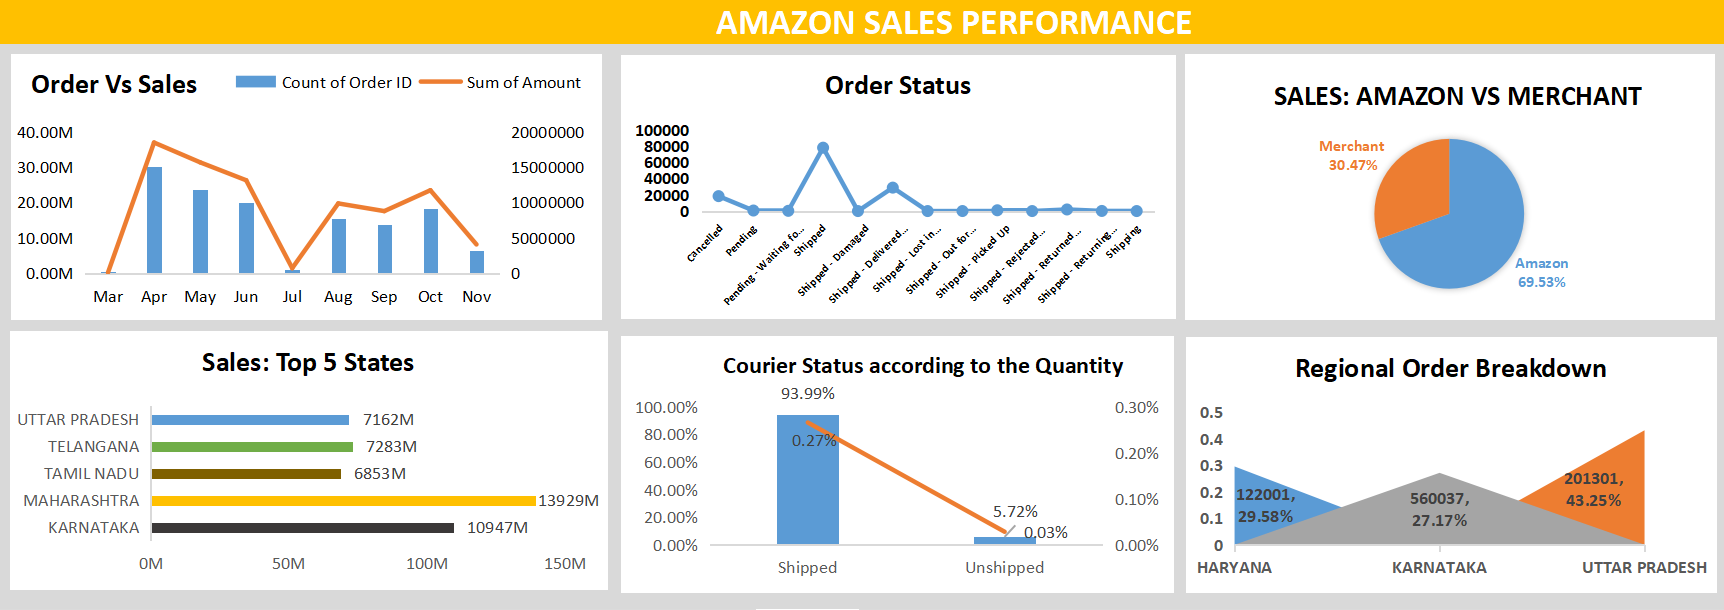 AMAZON SALES PERFORMANCE
Order Vs Sales
Count of Order ID
Sum of Amount
40.00M
30.00M
20.00M
10.00M
0.00M
20000000
15000000
10000000
5000000
0
Mar Apr May Jun Jul Aug Sep Oct Nov
Order Status
100000
80000
60000
40000
20000
0
Cancelled
Pending
Pending - Waiting fo...
Shipped
Shipped - Damaged
Shipped - Delivered...
Shipped - Lost in...
Shipped - Out for...
Shipped - Picked Up
Shipped - Rejected...
Shipped - Returned...
Shipped - Returning...
Shipping
SALES: AMAZON VS MERCHANT
Merchant
30.47%
Amazon
69.53%
Sales: Top 5 States
UTTAR PRADESH 7162M
TELANGANA 7283M
TAMIL NADU 6853M
MAHARASHTRA 13929M
KARNATAKA 10947M
0M 50M 100M 150M
Courier Status according to the Quantity
93.99%
100.00%
80.00%
60.00%
40.00%
20.00%
0.00%
0.27%
5.72%
0.03%
0.30%
0.20%
0.10%
0.00%
Shipped Unshipped
Regional Order Breakdown
0.5
0.4
0.3
0.2
0.1
0
122001,
29.58%
560037,
27.17%
201301,
43.25%
HARYANA KARNATAKA UTTAR PRADESH